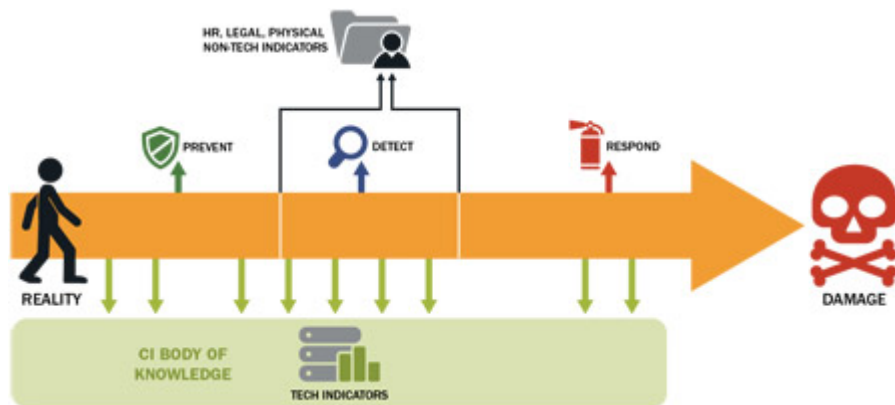 HR, LEGAL, PHYSICAL
NON-TECH INDICATORS
PREVENT
DETECT
RESPOND
REALITY
DAMAGE
CI BODY OF
KNOWLEDGE
TECH INDICATORS